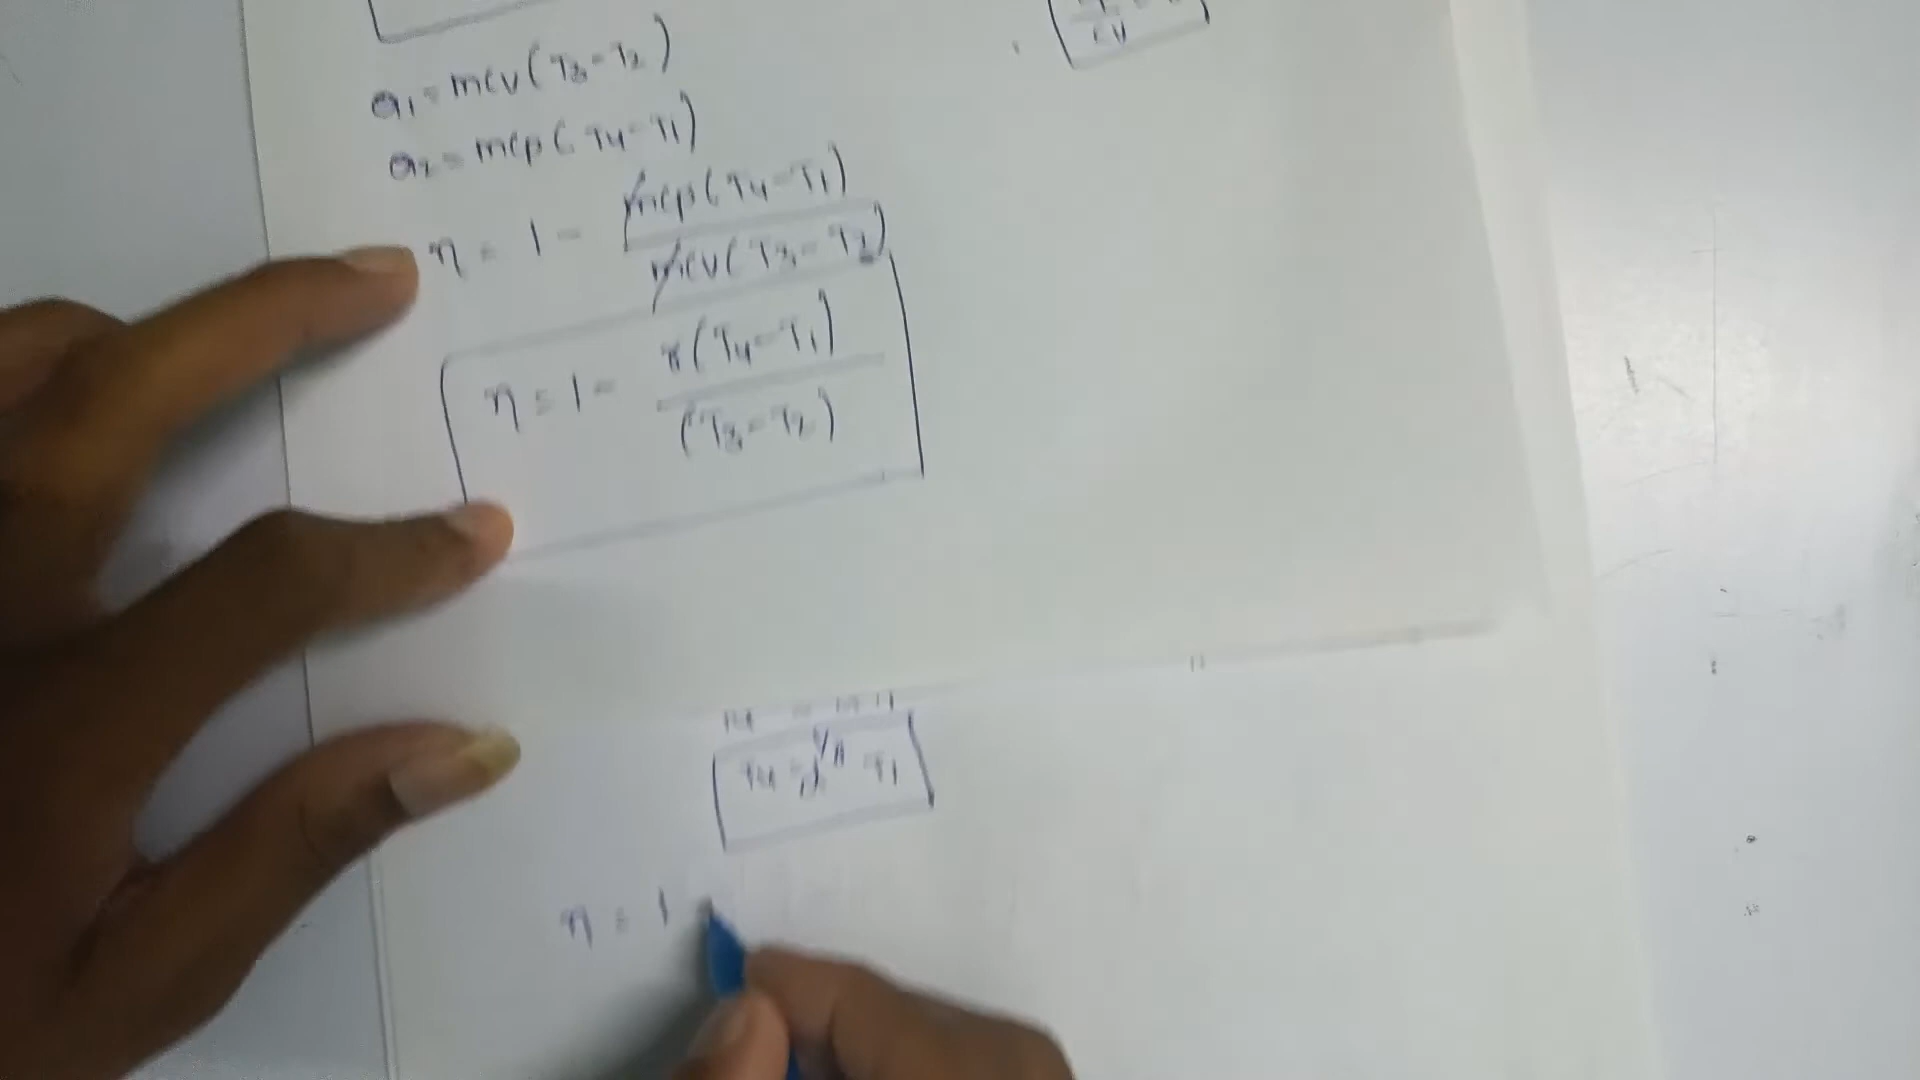 Q1 = mcv(T3-T2)
Q2 = mcp(T4-T1)
η = 1 - mcp(T4-T1) / mcv(T3-T2)
η = 1 - γ(T4-T1) / (T3-T2)
η = 1 -